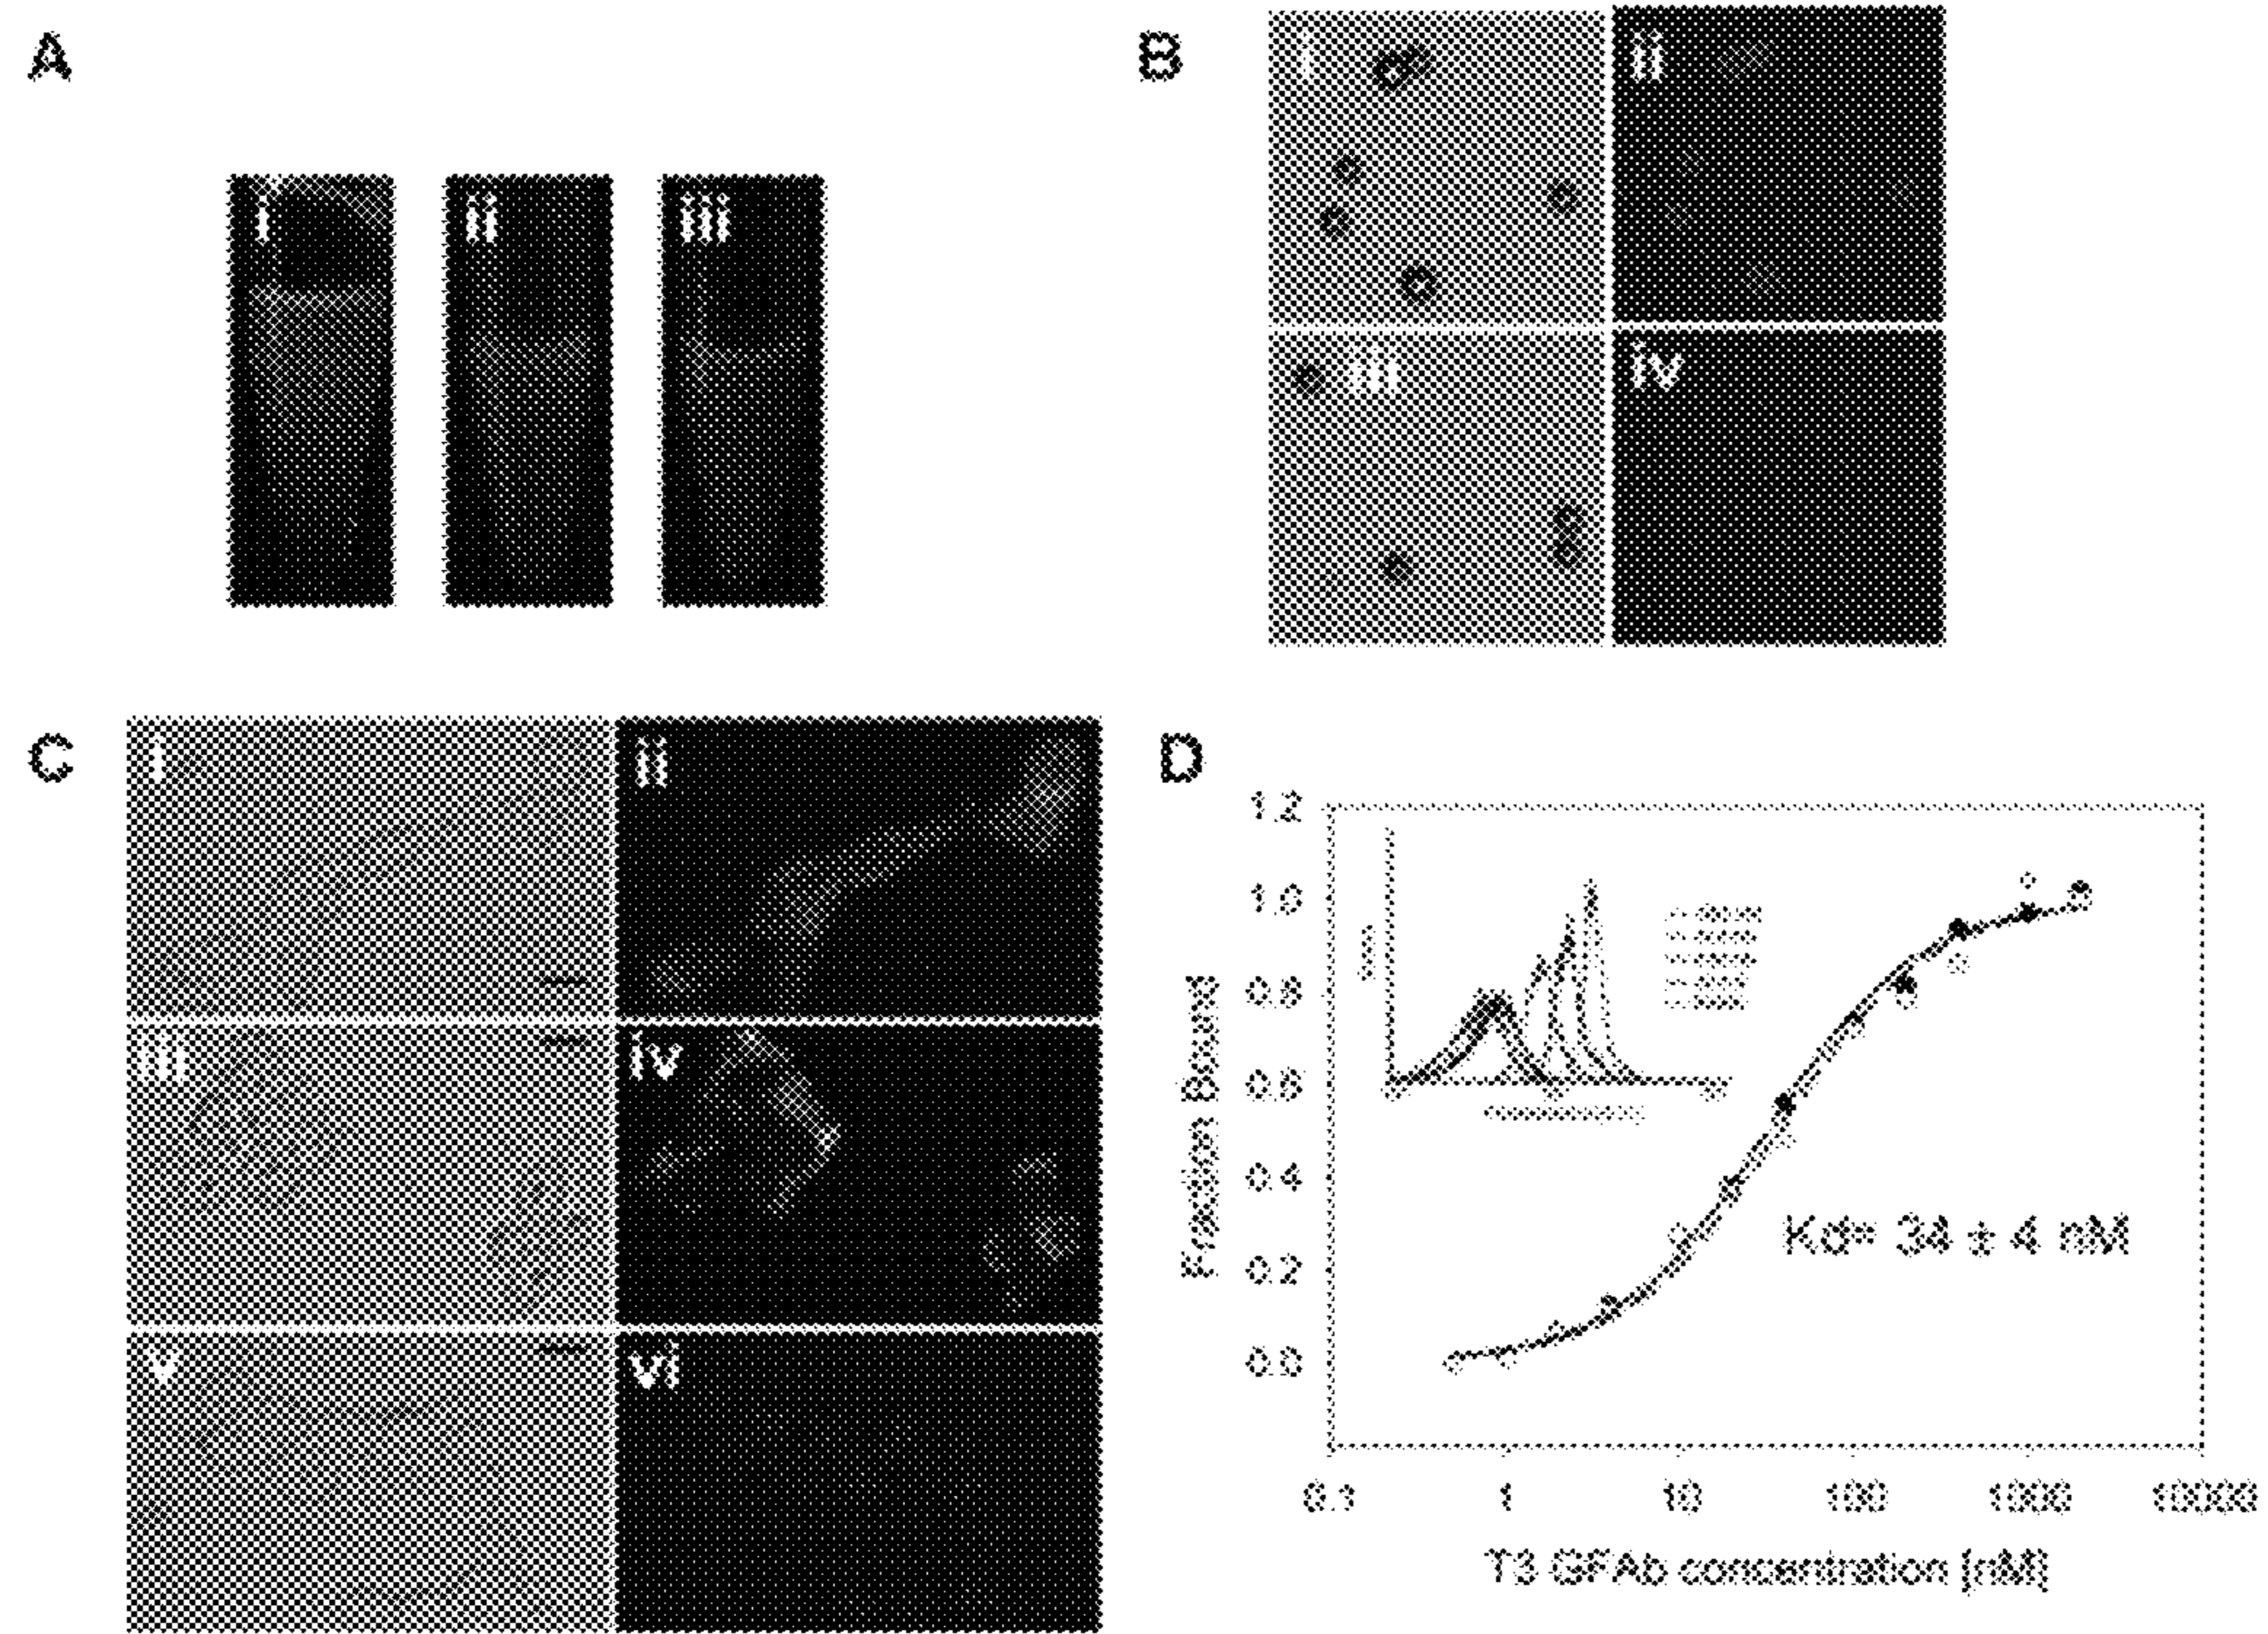 A
i
ii
iii
B
i
ii
iii
iv
C
i
ii
iii
iv
v
vi
D
1.2
1.0
0.8
0.6
0.4
0.2
0.0
Fraction Bound
Kd= 34 ± 4 nM
0.1 1 10 100 1000 10000
T3 GFAb concentration [nM]